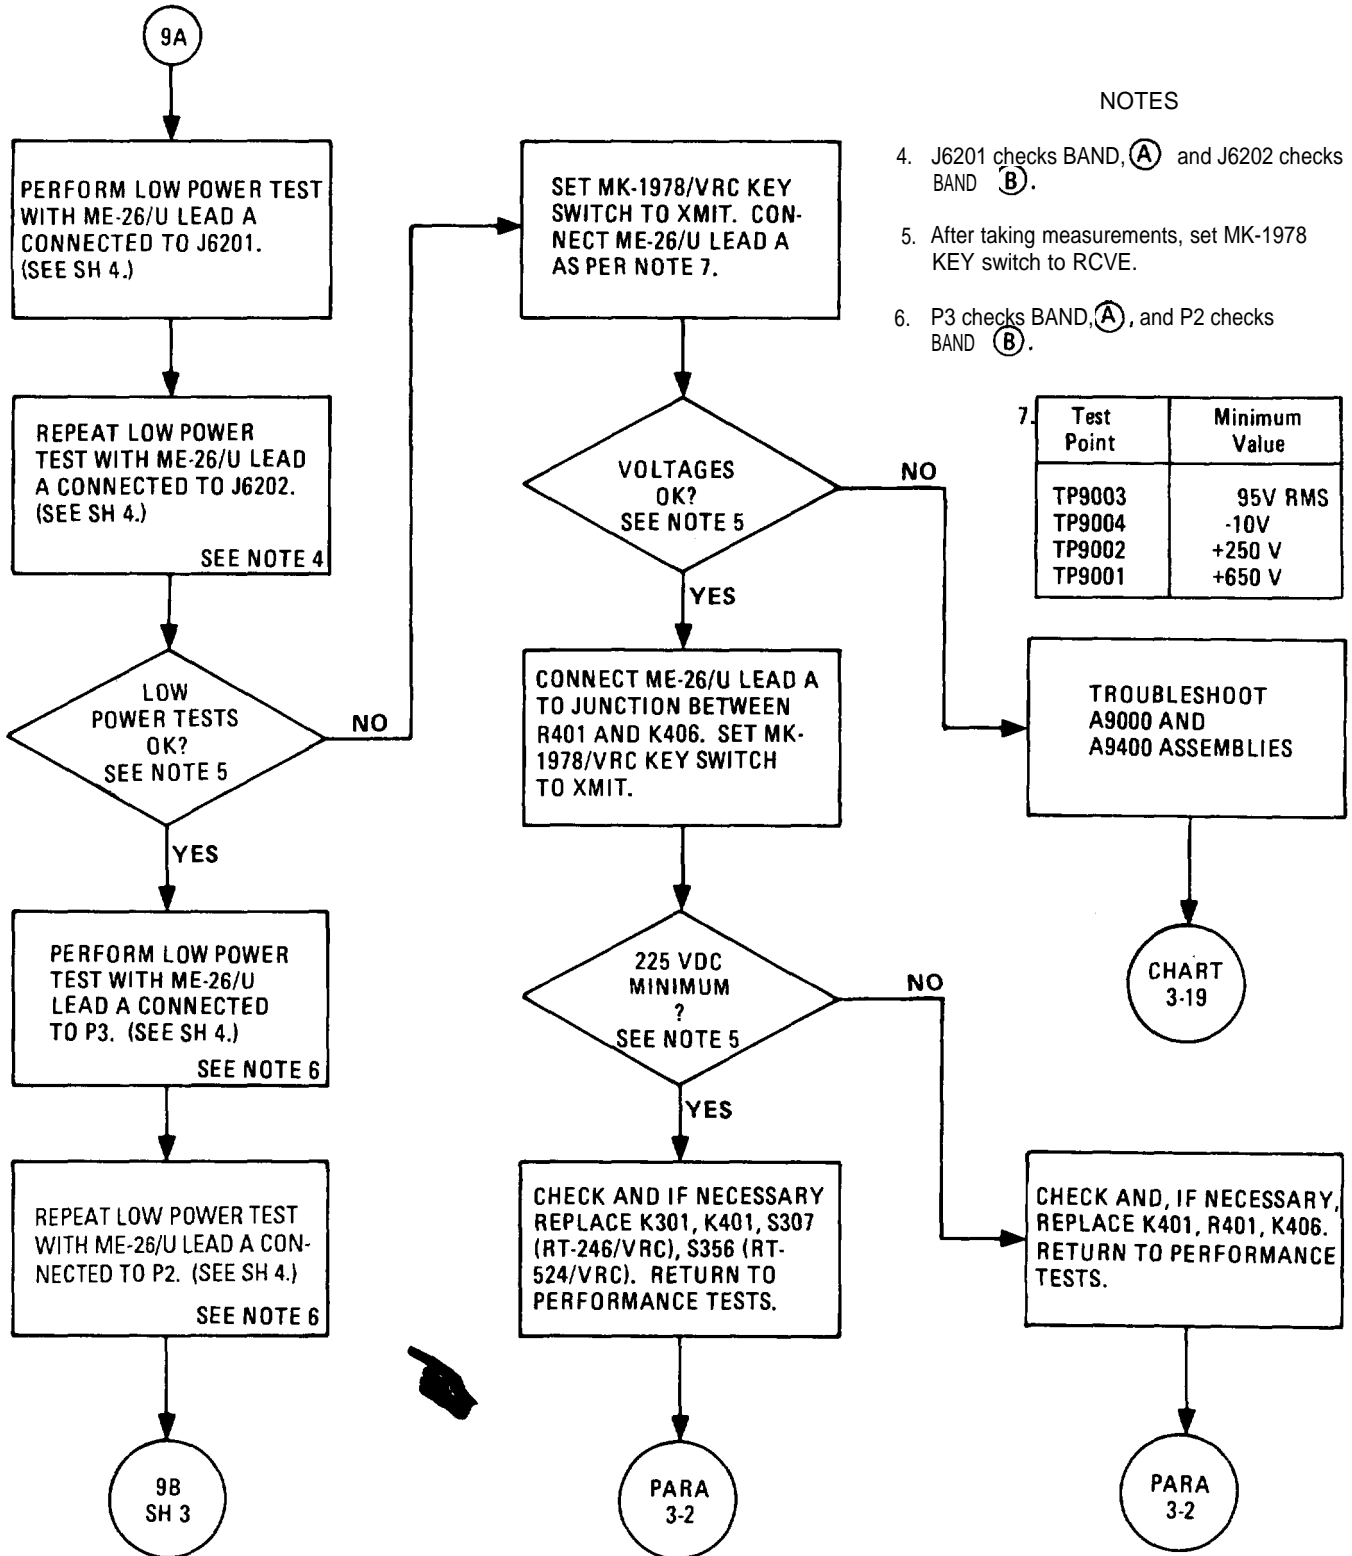 9A
PERFORM LOW POWER TEST
WITH ME-26/U LEAD A
CONNECTED TO J6201.
(SEE SH 4.)
REPEAT LOW POWER
TEST WITH ME-26/U LEAD
A CONNECTED TO J6202.
(SEE SH 4.)
SEE NOTE 4
LOW
POWER TESTS
OK?
SEE NOTE 5
NO
YES
PERFORM LOW POWER
TEST WITH ME-26/U
LEAD A CONNECTED
TO P3. (SEE SH 4.)
SEE NOTE 6
REPEAT LOW POWER TEST
WITH ME-26/U LEAD A CON-
NECTED TO P2. (SEE SH 4.)
SEE NOTE 6
9B
SH 3
SET MK-1978/VRC KEY
SWITCH TO XMIT. CON-
NECT ME-26/U LEAD A
AS PER NOTE 7.
VOLTAGES
OK?
SEE NOTE 5
NO
YES
CONNECT ME-26/U LEAD A
TO JUNCTION BETWEEN
R401 AND K406. SET MK-
1978/VRC KEY SWITCH
TO XMIT.
225 VDC
MINIMUM
?
SEE NOTE 5
NO
YES
CHECK AND IF NECESSARY
REPLACE K301, K401, S307
(RT-246/VRC), S356 (RT-
524/VRC). RETURN TO
PERFORMANCE TESTS.
PARA
3-2
NOTES
4. J6201 checks BAND, A and J6202 checks
BAND B.
5. After taking measurements, set MK-1978
KEY switch to RCVE.
6. P3 checks BAND, A, and P2 checks
BAND B.
7. Test Point Minimum Value
TP9003 95V RMS
TP9004 -10V
TP9002 +250 V
TP9001 +650 V
TROUBLESHOOT
A9000 AND
A9400 ASSEMBLIES
CHART
3-19
CHECK AND, IF NECESSARY,
REPLACE K401, R401, K406.
RETURN TO PERFORMANCE
TESTS.
PARA
3-2